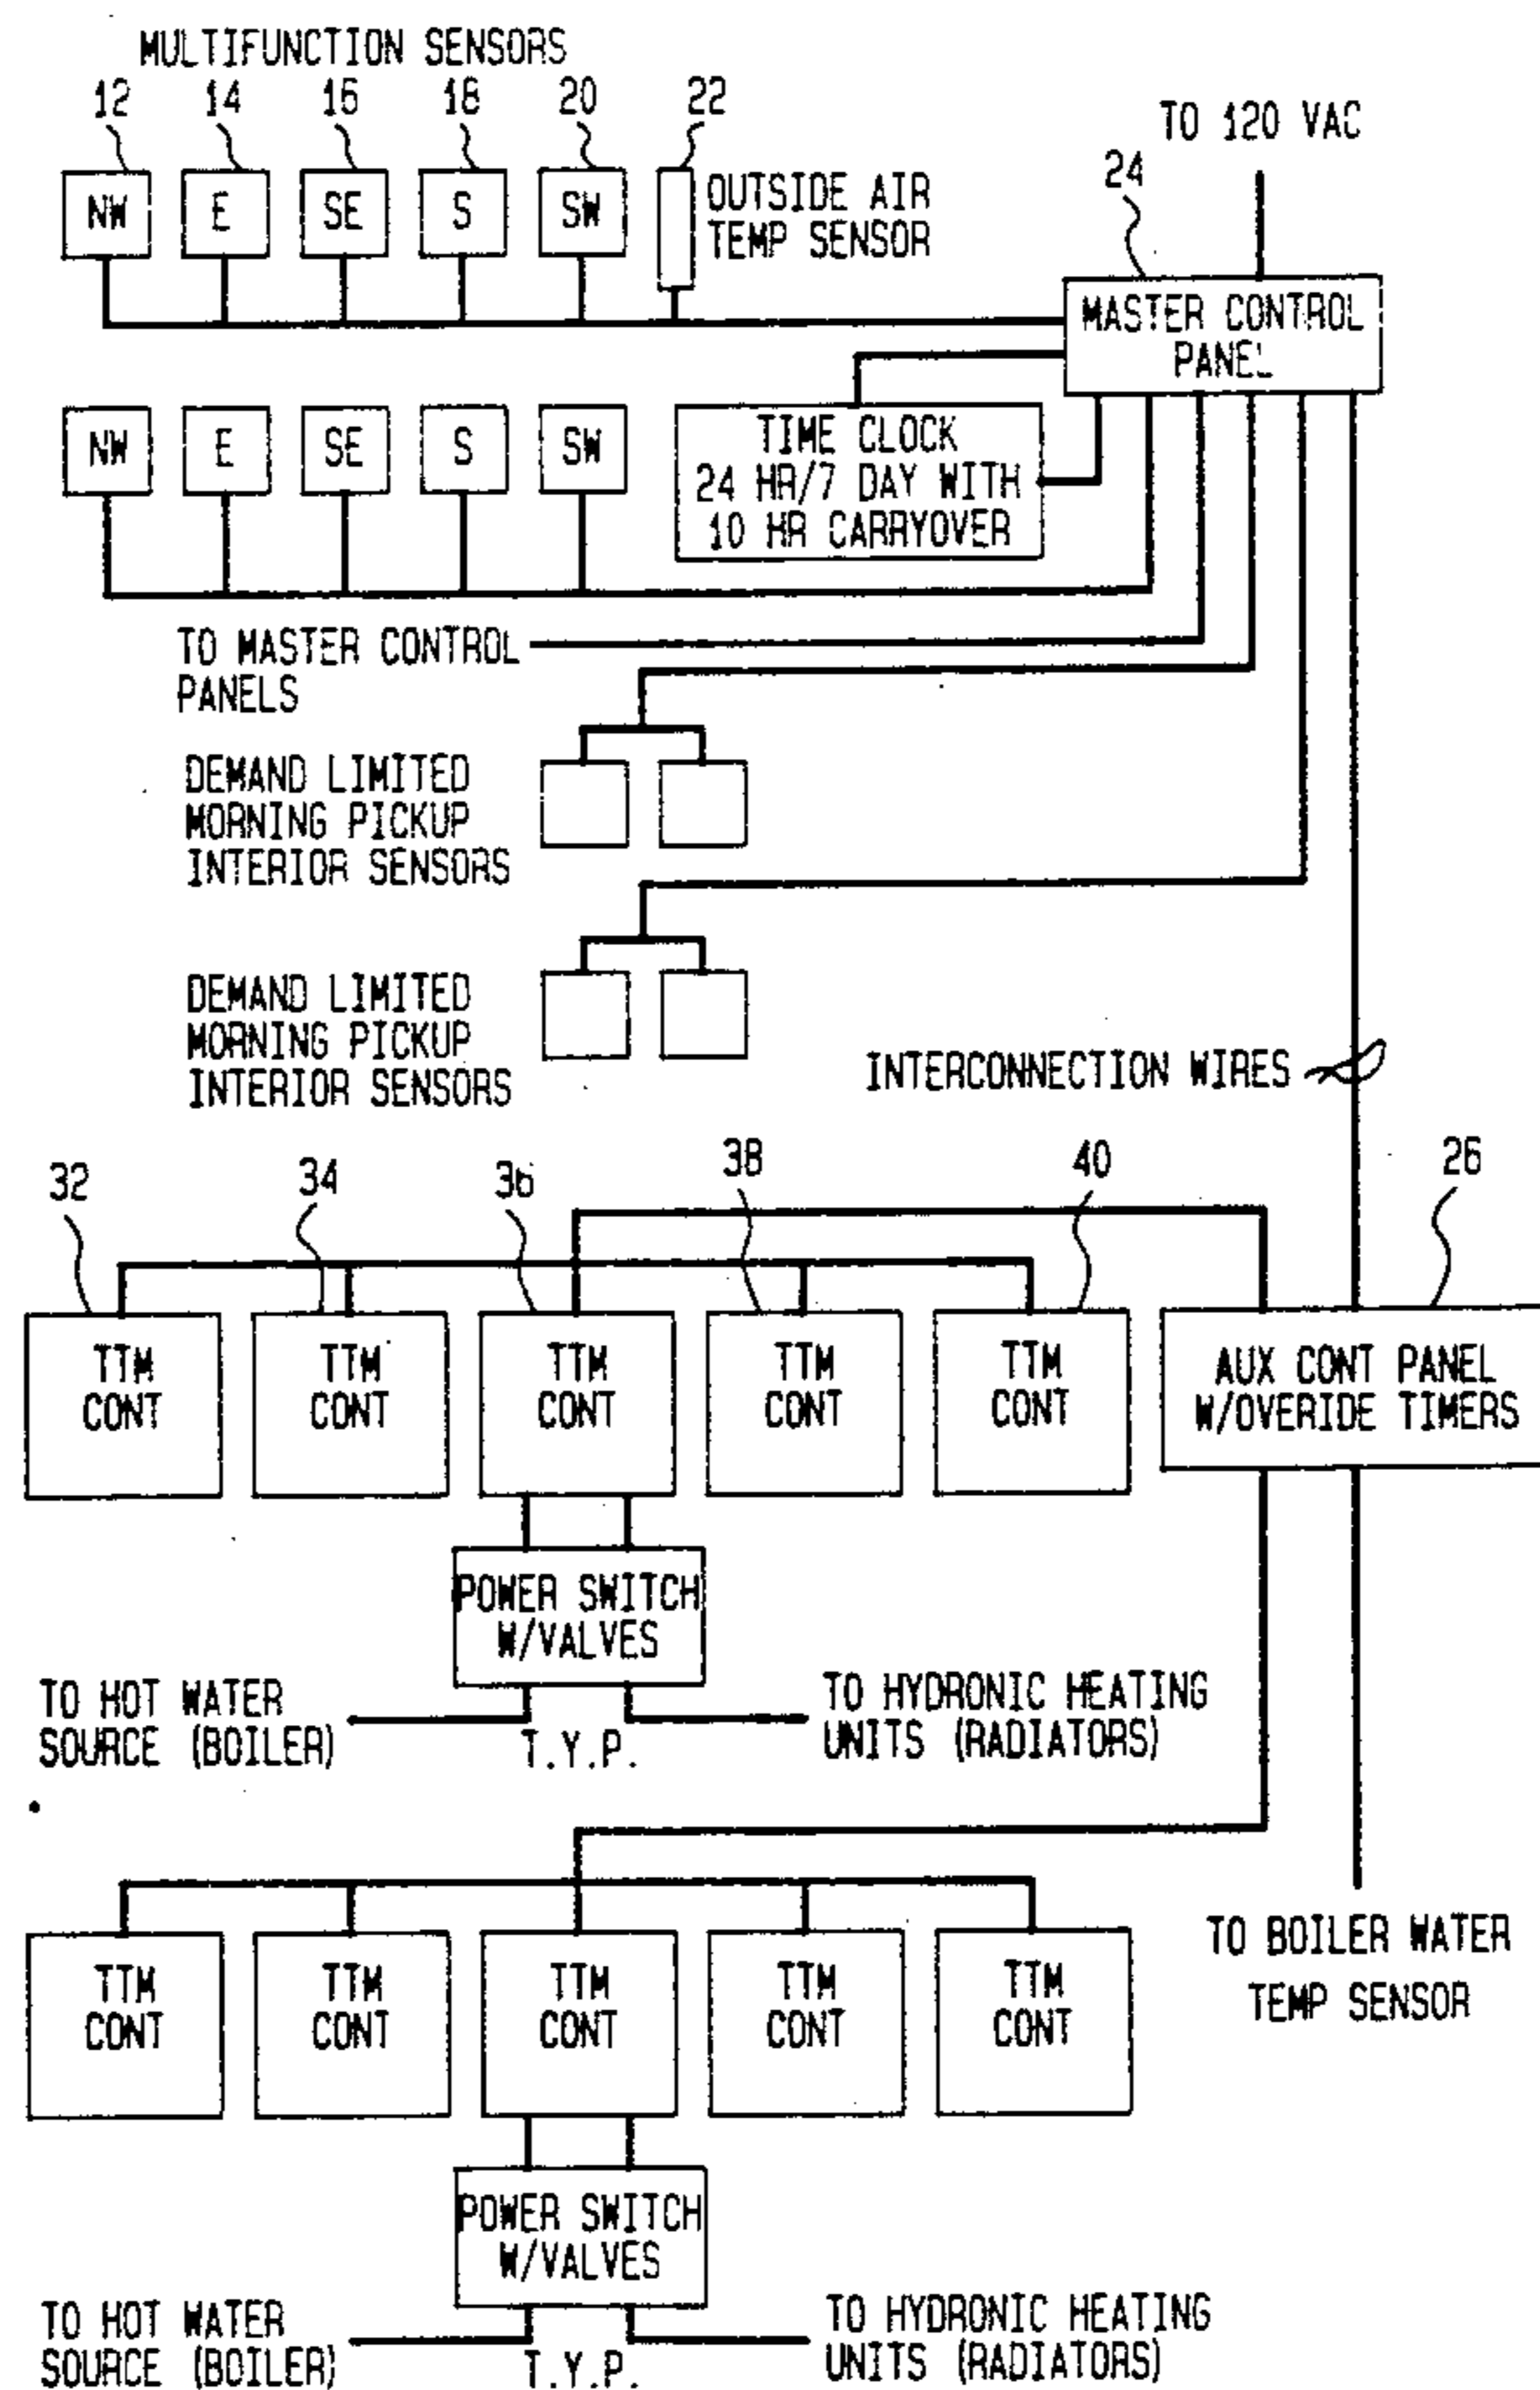 MULTIFUNCTION SENSORS
12 14 16 18 20 22
TO 120 VAC
24
NW E SE S SW
OUTSIDE AIR
TEMP SENSOR
MASTER CONTROL
PANEL
NW E SE S SW
TIME CLOCK
24 HR/7 DAY WITH
10 HR CARRYOVER
TO MASTER CONTROL
PANELS
DEMAND LIMITED
MORNING PICKUP
INTERIOR SENSORS
DEMAND LIMITED
MORNING PICKUP
INTERIOR SENSORS
INTERCONNECTION WIRES
32 34 36 38 40 26
TTM
CONT
TTM
CONT
TTM
CONT
TTM
CONT
TTM
CONT
AUX CONT PANEL
W/OVERIDE TIMERS
POWER SWITCH
W/VALVES
TO HOT WATER
SOURCE (BOILER)
T.Y.P.
TO HYDRONIC HEATING
UNITS (RADIATORS)
TTM
CONT
TTM
CONT
TTM
CONT
TTM
CONT
TTM
CONT
TO BOILER WATER
TEMP SENSOR
POWER SWITCH
W/VALVES
TO HOT WATER
SOURCE (BOILER)
T.Y.P.
TO HYDRONIC HEATING
UNITS (RADIATORS)